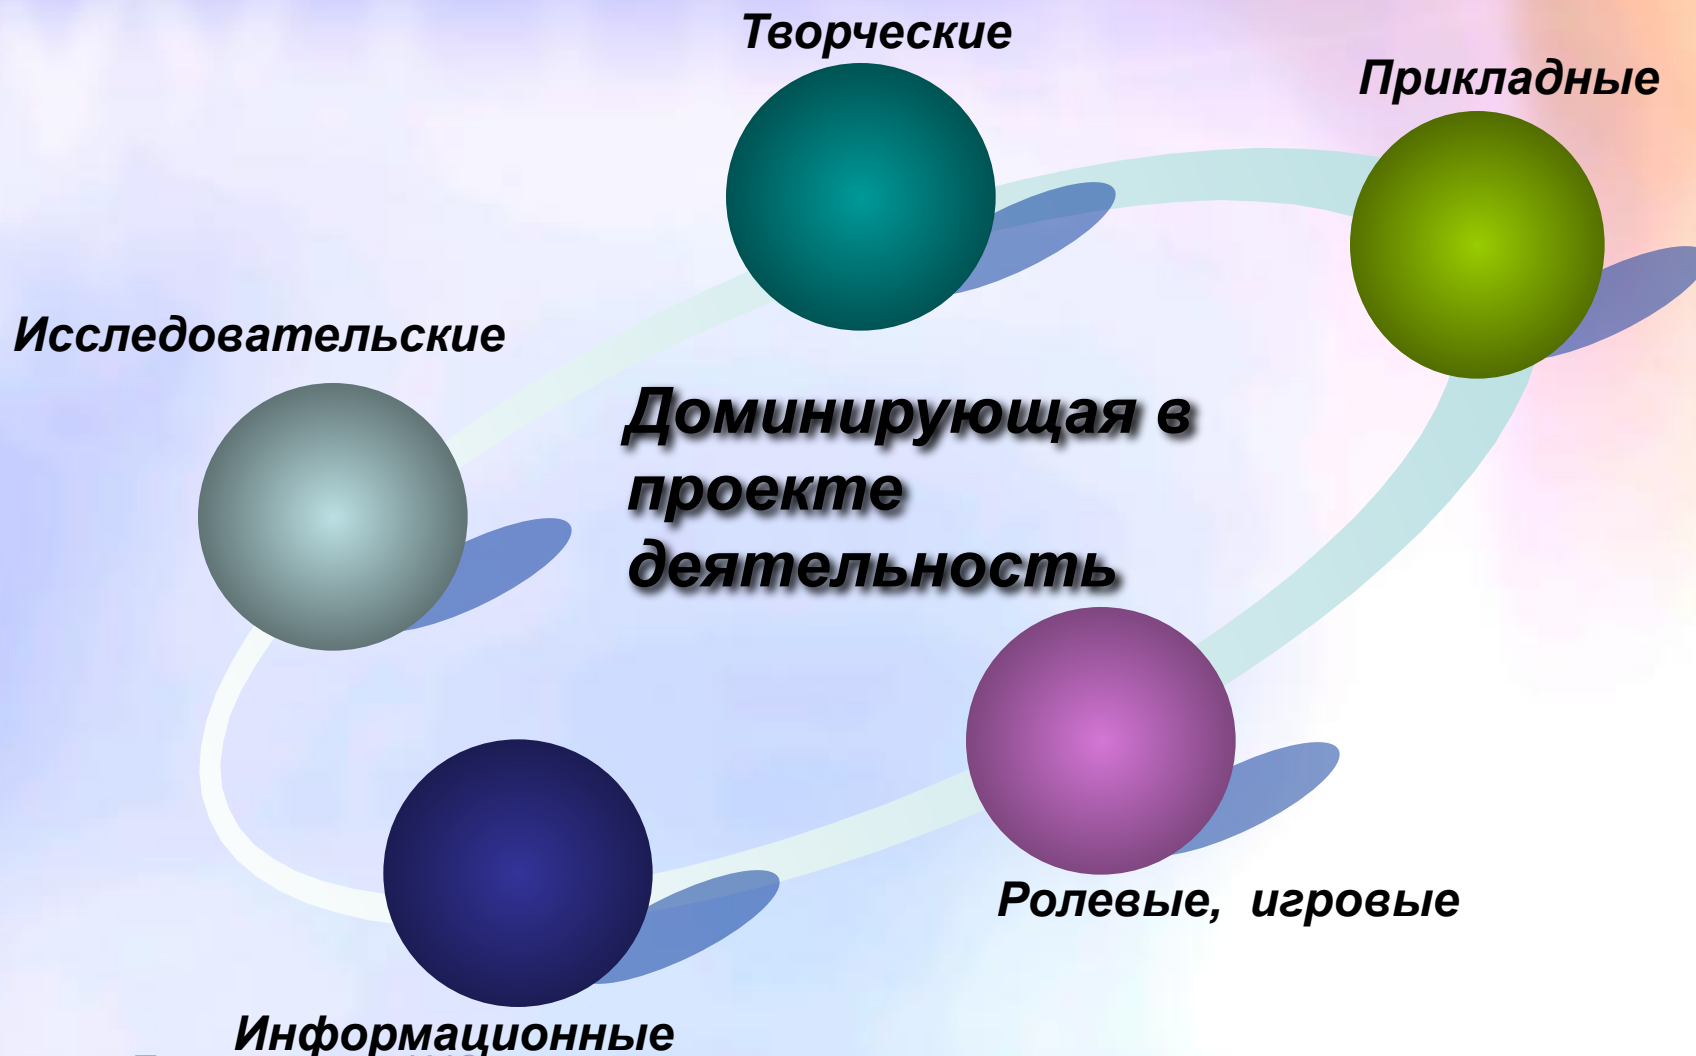 Творческие
Прикладные
Исследовательские
Доминирующая в
проекте
деятельность
Ролевые, игровые
Информационные